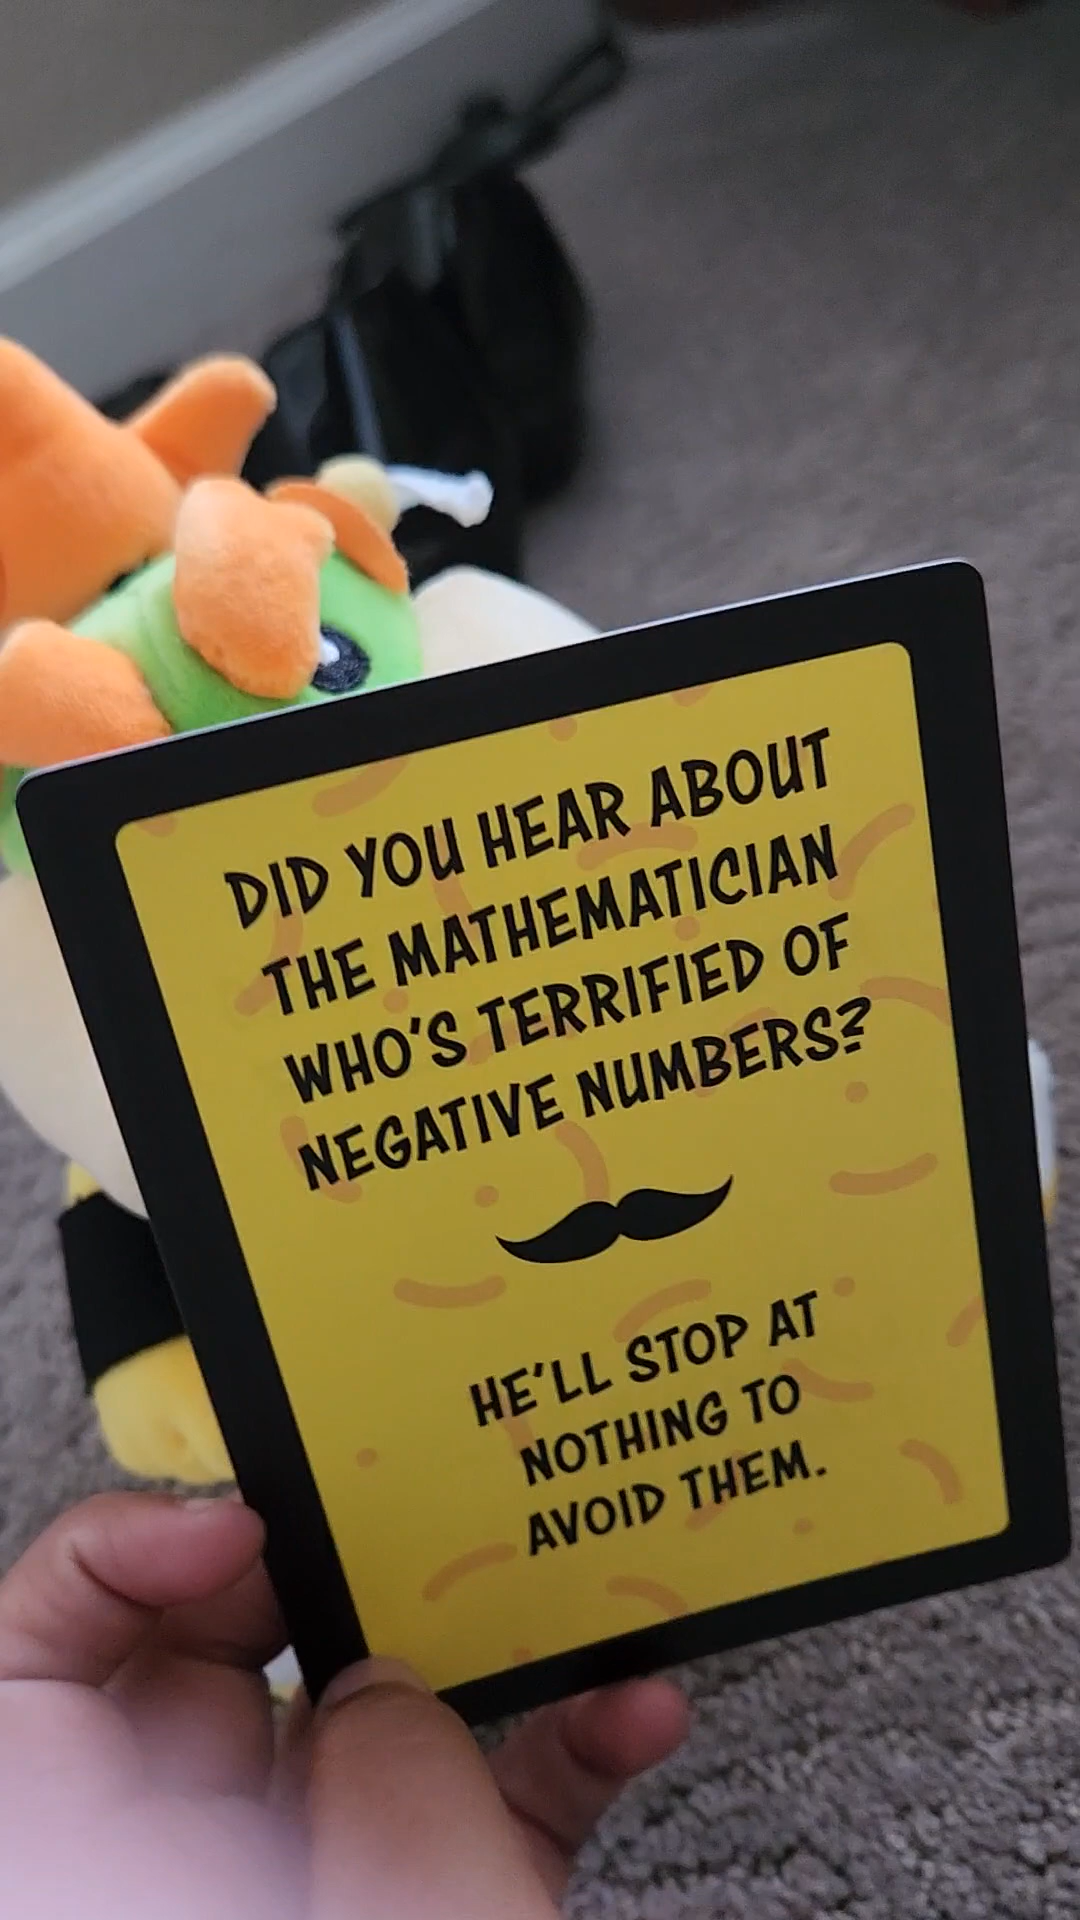 DID YOU HEAR ABOUT
THE MATHEMATICIAN
WHO'S TERRIFIED OF
NEGATIVE NUMBERS?
HE'LL STOP AT
NOTHING TO
AVOID THEM.